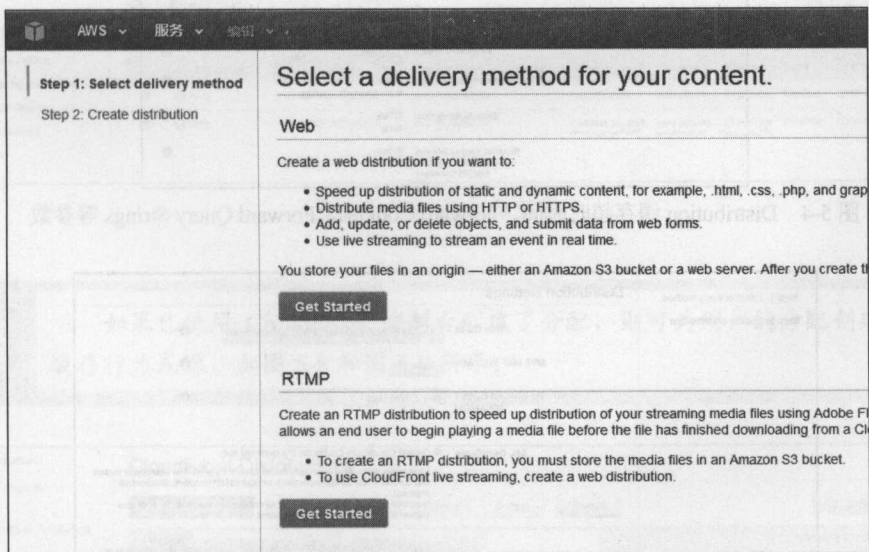 AWS 服务 编辑
Step 1: Select delivery method
Step 2: Create distribution
Select a delivery method for your content.
Web
Create a web distribution if you want to:
• Speed up distribution of static and dynamic content, for example, .html, .css, .php, and grap
• Distribute media files using HTTP or HTTPS.
• Add, update, or delete objects, and submit data from web forms.
• Use live streaming to stream an event in real time.
You store your files in an origin — either an Amazon S3 bucket or a web server. After you create th
Get Started
RTMP
Create an RTMP distribution to speed up distribution of your streaming media files using Adobe Fl
allows an end user to begin playing a media file before the file has finished downloading from a Clo
• To create an RTMP distribution, you must store the media files in an Amazon S3 bucket.
• To use CloudFront live streaming, create a web distribution.
Get Started